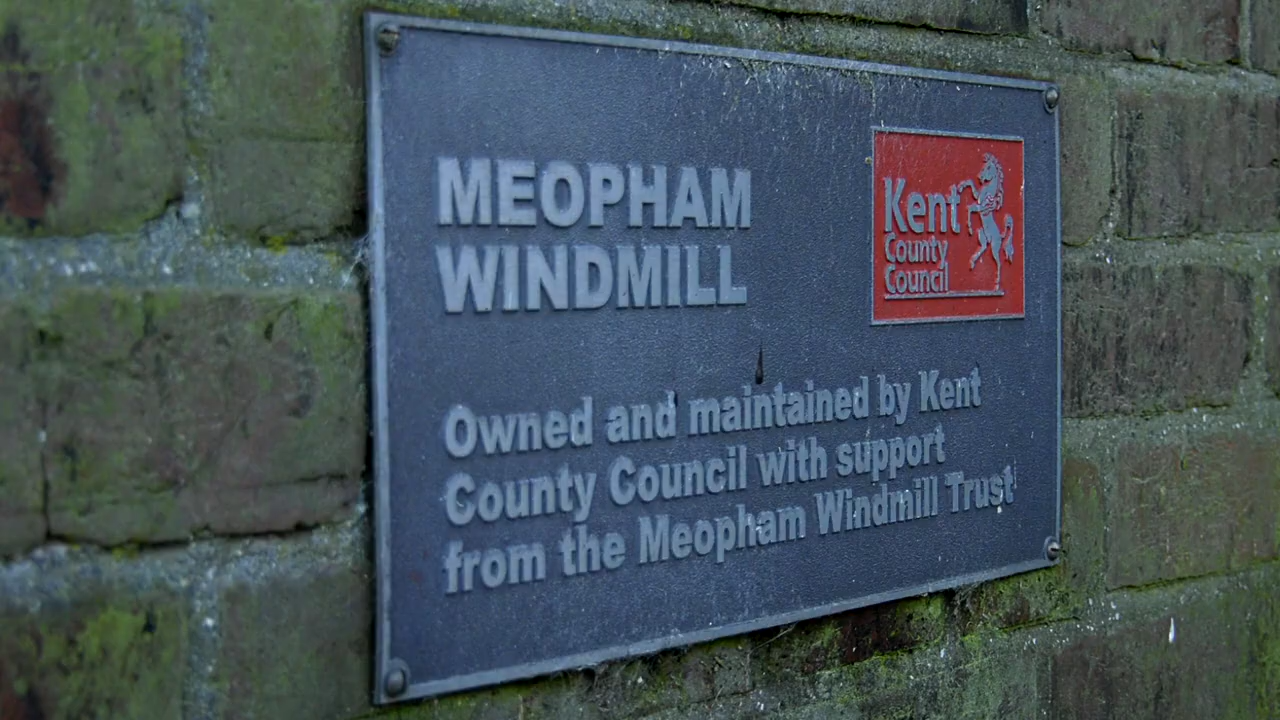 MEOPHAM
WINDMILL
Kent
County
Council
Owned and maintained by Kent
County Council with support
from the Meopham Windmill Trust